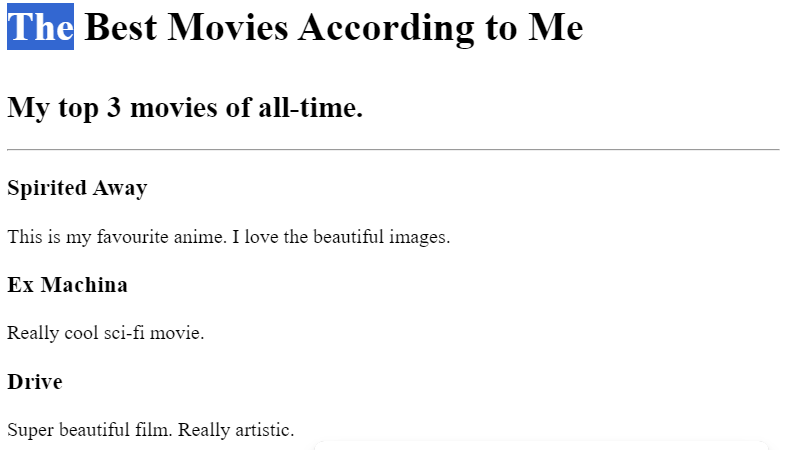 The Best Movies According to Me
My top 3 movies of all-time.
Spirited Away
This is my favourite anime. I love the beautiful images.
Ex Machina
Really cool sci-fi movie.
Drive
Super beautiful film. Really artistic.